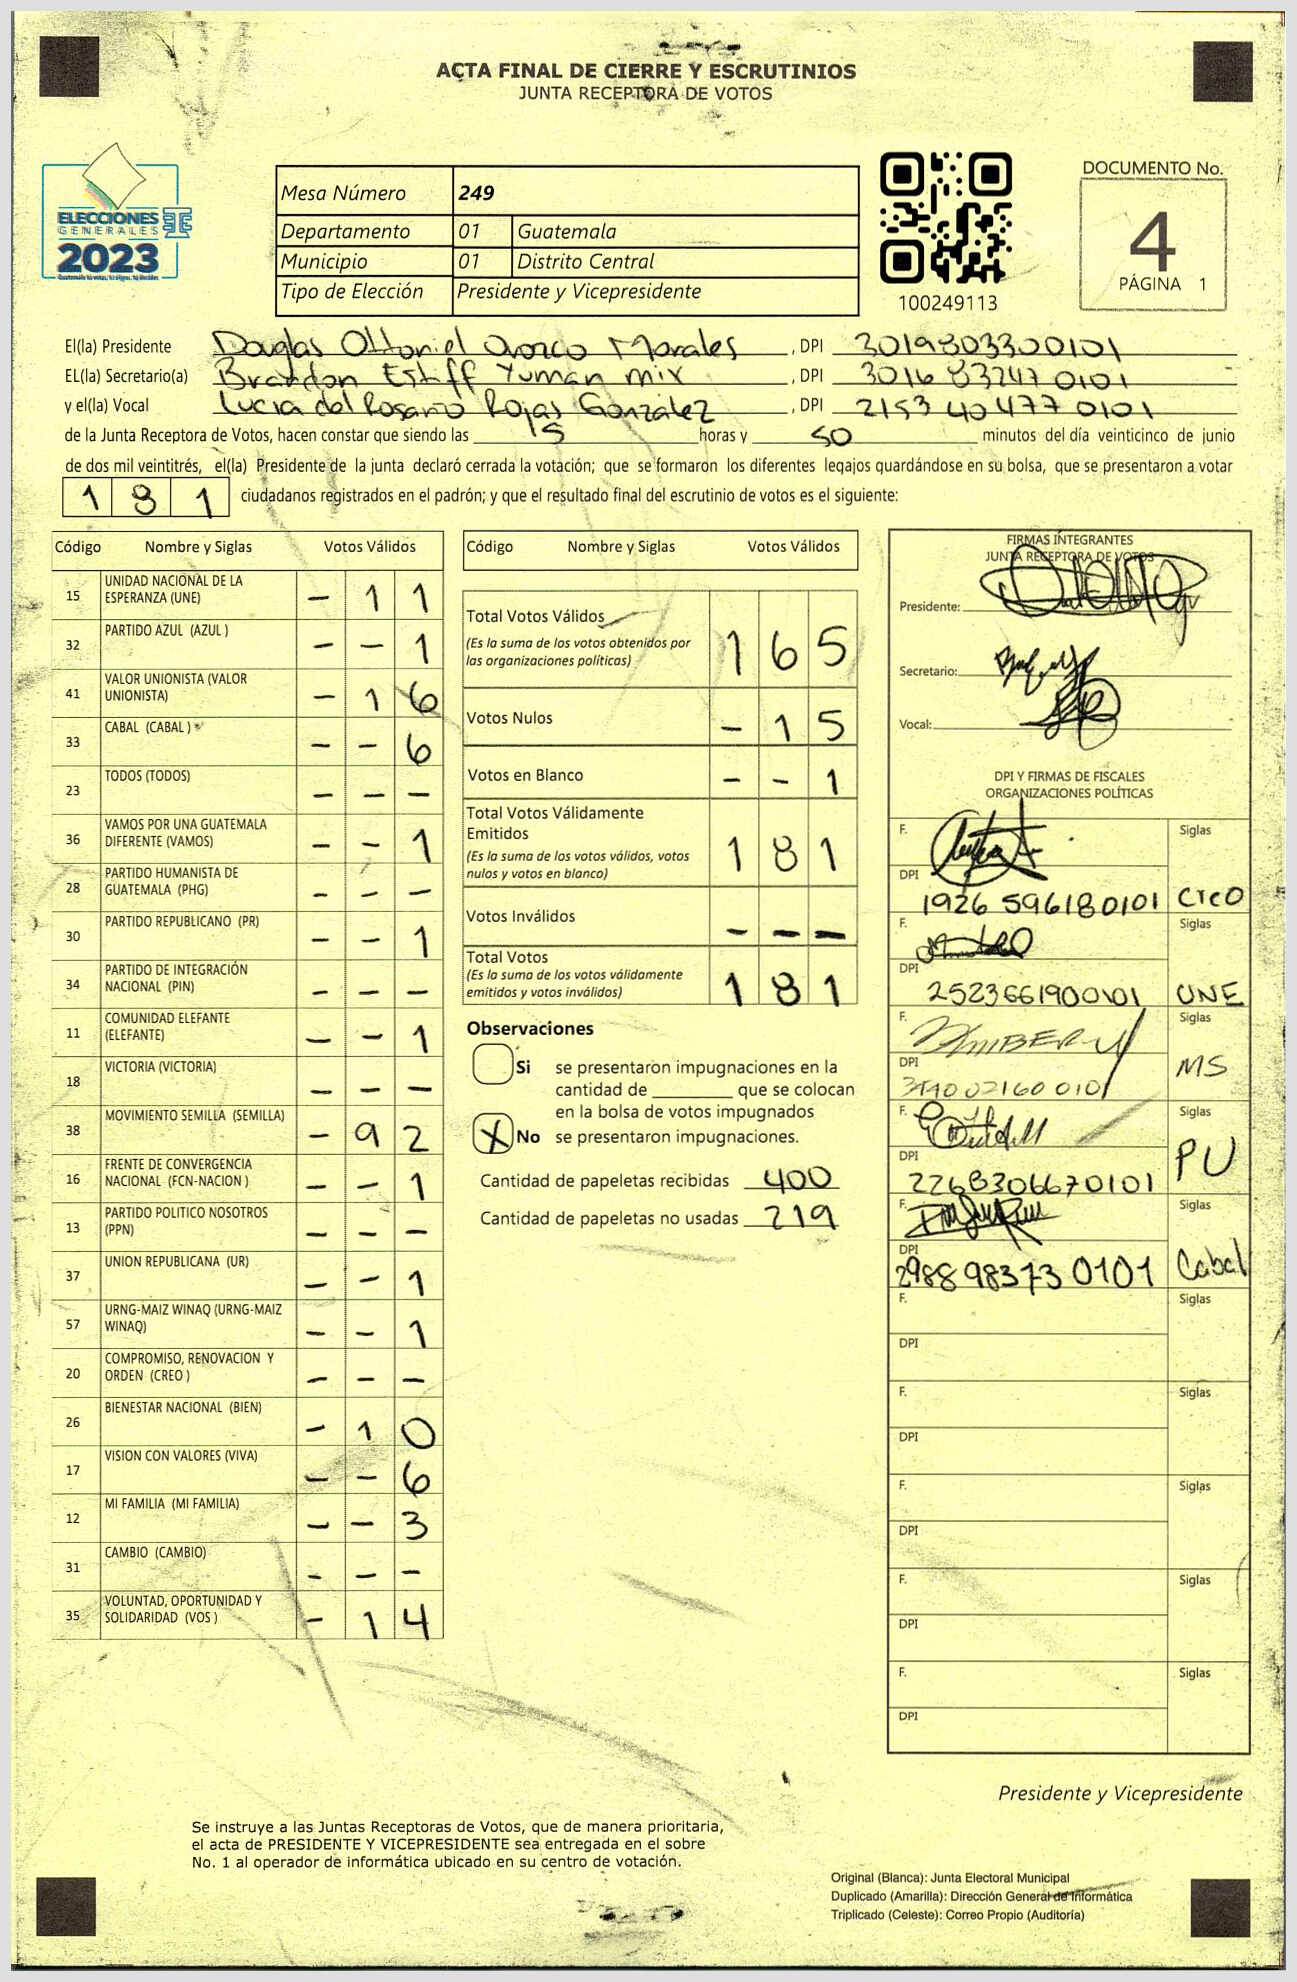 ACTA FINAL DE CIERRE Y ESCRUTINIOS
JUNTA RECEPTORA DE VOTOS
ELECCIONES
GENERALES
2023
Mesa Número 249
Departamento 01 Guatemala
Municipio 01 Distrito Central
Tipo de Elección Presidente y Vicepresidente
100249113
DOCUMENTO No.
4
PÁGINA 1
El(la) Presidente Douglas Ottoniel Orozco Morales , DPI 3019803300101
EL(la) Secretario(a) Brandon Estiff Yuman Mix , DPI 3016 83247 0101
y el(la) Vocal Lucia del Rosario Rojas González , DPI 2153 40 477 0101
de la Junta Receptora de Votos, hacen constar que siendo las 15 horas y 50 minutos del día veinticinco de junio
de dos mil veintitrés, el(la) Presidente de la junta declaró cerrada la votación; que se formaron los diferentes legajos guardándose en su bolsa, que se presentaron a votar
1 8 1 ciudadanos registrados en el padrón; y que el resultado final del escrutinio de votos es el siguiente:
Código Nombre y Siglas Votos Válidos
15 UNIDAD NACIONAL DE LA ESPERANZA (UNE) - 1 1
32 PARTIDO AZUL (AZUL ) - - 1
41 VALOR UNIONISTA (VALOR UNIONISTA) - 1 6
33 CABAL (CABAL ) - - 6
23 TODOS (TODOS) - - -
36 VAMOS POR UNA GUATEMALA DIFERENTE (VAMOS) - - 1
28 PARTIDO HUMANISTA DE GUATEMALA (PHG) - - -
30 PARTIDO REPUBLICANO (PR) - - 1
34 PARTIDO DE INTEGRACIÓN NACIONAL (PIN) - - -
11 COMUNIDAD ELEFANTE (ELEFANTE) - - 1
18 VICTORIA (VICTORIA) - - -
38 MOVIMIENTO SEMILLA (SEMILLA) - 9 2
16 FRENTE DE CONVERGENCIA NACIONAL (FCN-NACION ) - - 1
13 PARTIDO POLITICO NOSOTROS (PPN) - - -
37 UNION REPUBLICANA (UR) - - 1
57 URNG-MAIZ WINAQ (URNG-MAIZ WINAQ) - - 1
20 COMPROMISO, RENOVACION Y ORDEN (CREO ) - - -
26 BIENESTAR NACIONAL (BIEN) - 1 0
17 VISION CON VALORES (VIVA) - - 6
12 MI FAMILIA (MI FAMILIA) - - 3
31 CAMBIO (CAMBIO) - - -
35 VOLUNTAD, OPORTUNIDAD Y SOLIDARIDAD (VOS ) - 1 4
Código Nombre y Siglas Votos Válidos
Total Votos Válidos 1 6 5
(Es la suma de los votos obtenidos por
las organizaciones políticas)
Votos Nulos - 1 5
Votos en Blanco - - 1
Total Votos Válidamente
Emitidos 1 8 1
(Es la suma de los votos válidos, votos
nulos y votos en blanco)
Votos Inválidos - - -
Total Votos 1 8 1
(Es la suma de los votos válidamente
emitidos y votos inválidos)
Observaciones
Si se presentaron impugnaciones en la
cantidad de ________ que se colocan
en la bolsa de votos impugnados
X No se presentaron impugnaciones.
Cantidad de papeletas recibidas 400
Cantidad de papeletas no usadas 219
FIRMAS INTEGRANTES
JUNTA RECEPTORA DE VOTOS
Presidente:
Secretario:
Vocal:
DPI Y FIRMAS DE FISCALES
ORGANIZACIONES POLÍTICAS
F. Siglas
DPI 1926 596180101 Creo
F. Siglas
DPI 2523661900101 UNE
F. Siglas
DPI MS
F. Siglas
DPI 2268306670101 PU
F. Siglas
DPI 298898373 0101 Cabal
F. Siglas
DPI
F. Siglas
DPI
F. Siglas
DPI
F. Siglas
DPI
F. Siglas
DPI
Presidente y Vicepresidente
Se instruye a las Juntas Receptoras de Votos, que de manera prioritaria,
el acta de PRESIDENTE Y VICEPRESIDENTE sea entregada en el sobre
No. 1 al operador de informática ubicado en su centro de votación.
Original (Blanca): Junta Electoral Municipal
Duplicado (Amarilla): Dirección General de Informática
Triplicado (Celeste): Correo Propio (Auditoría)